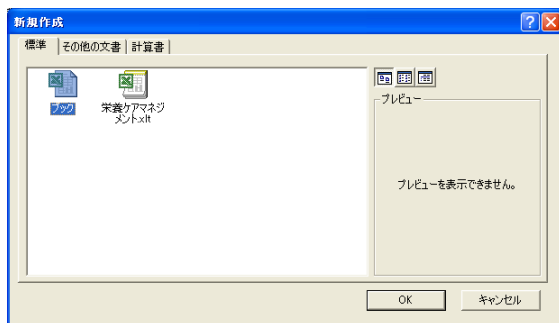 新規作成
標準
その他の文書
計算書
ブック
栄養ケアマネジ
メント.xlt
プレビュー
プレビューを表示できません。
OK
キャンセル